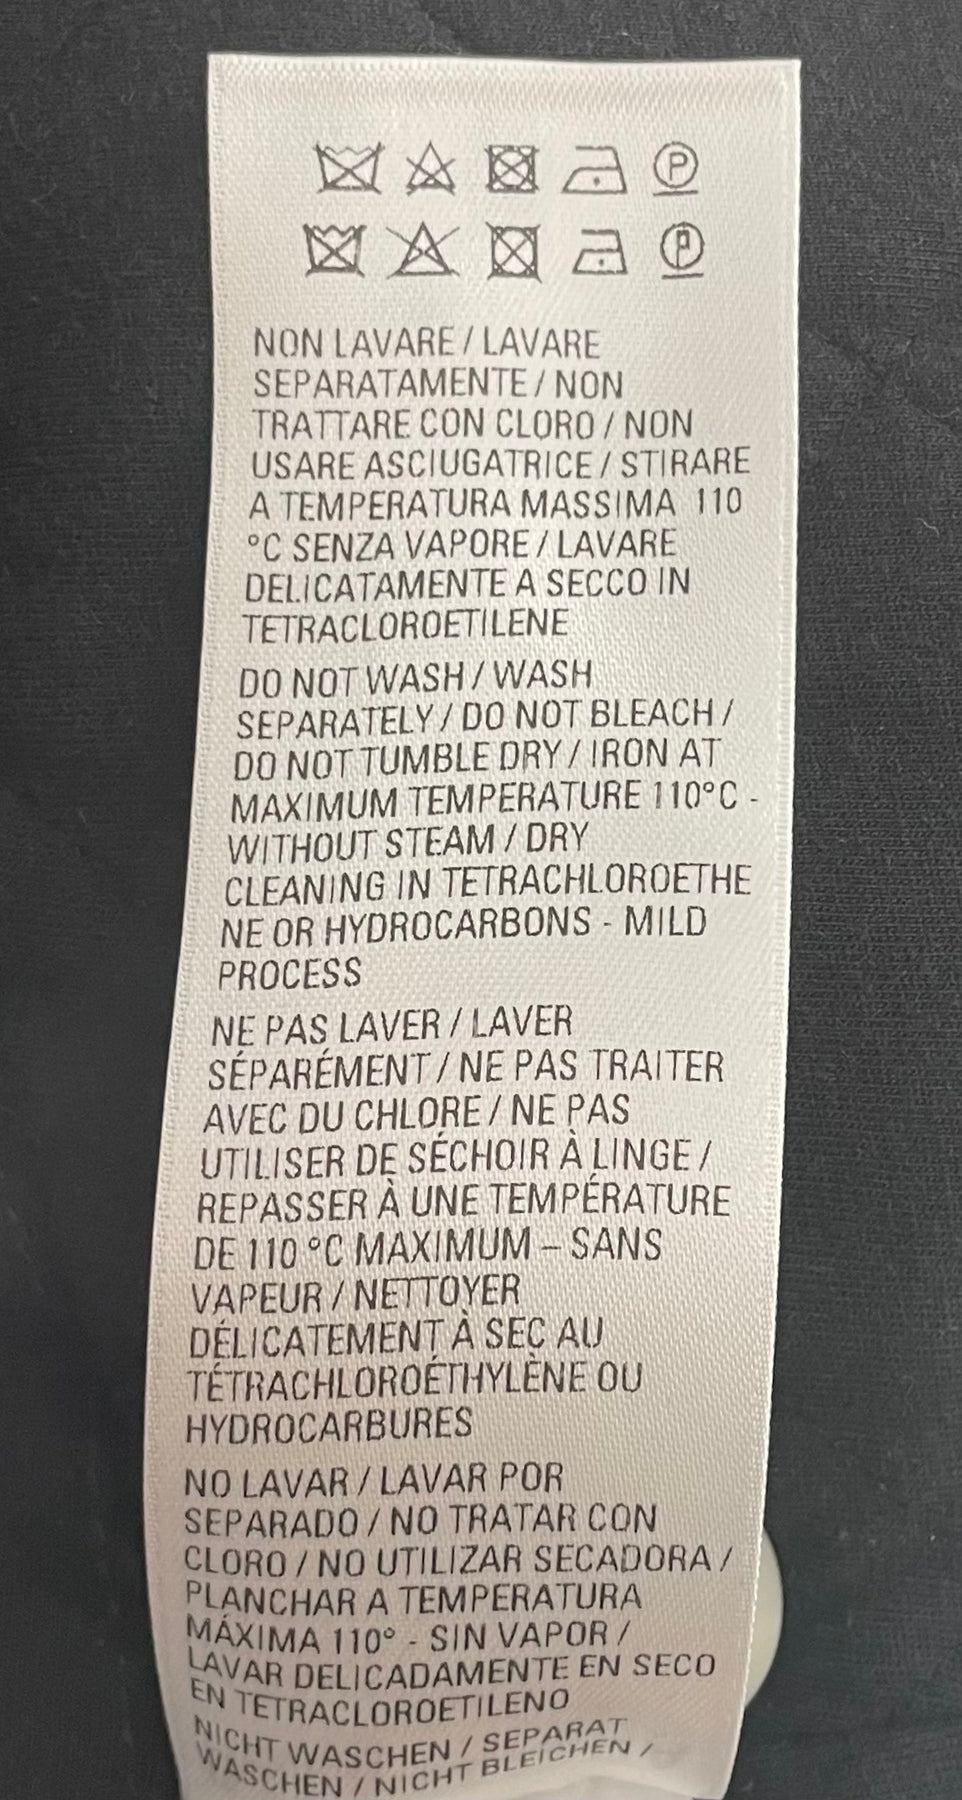 P
P
NON LAVARE / LAVARE
SEPARATAMENTE / NON
TRATTARE CON CLORO / NON
USARE ASCIUGATRICE / STIRARE
A TEMPERATURA MASSIMA 110
°C SENZA VAPORE / LAVARE
DELICATAMENTE A SECCO IN
TETRACLOROETILENE
DO NOT WASH / WASH
SEPARATELY / DO NOT BLEACH /
DO NOT TUMBLE DRY / IRON AT
MAXIMUM TEMPERATURE 110°C -
WITHOUT STEAM / DRY
CLEANING IN TETRACHLOROETHE
NE OR HYDROCARBONS - MILD
PROCESS
NE PAS LAVER / LAVER
SÉPARÉMENT / NE PAS TRAITER
AVEC DU CHLORE / NE PAS
UTILISER DE SÉCHOIR À LINGE /
REPASSER À UNE TEMPÉRATURE
DE 110 °C MAXIMUM – SANS
VAPEUR / NETTOYER
DÉLICATEMENT À SEC AU
TÉTRACHLOROÉTHYLÈNE OU
HYDROCARBURES
NO LAVAR / LAVAR POR
SEPARADO / NO TRATAR CON
CLORO / NO UTILIZAR SECADORA /
PLANCHAR A TEMPERATURA
MÁXIMA 110° - SIN VAPOR /
LAVAR DELICADAMENTE EN SECO
EN TETRACLOROETILENO
NICHT WASCHEN / SEPARAT
WASCHEN / NICHT BLEICHEN /